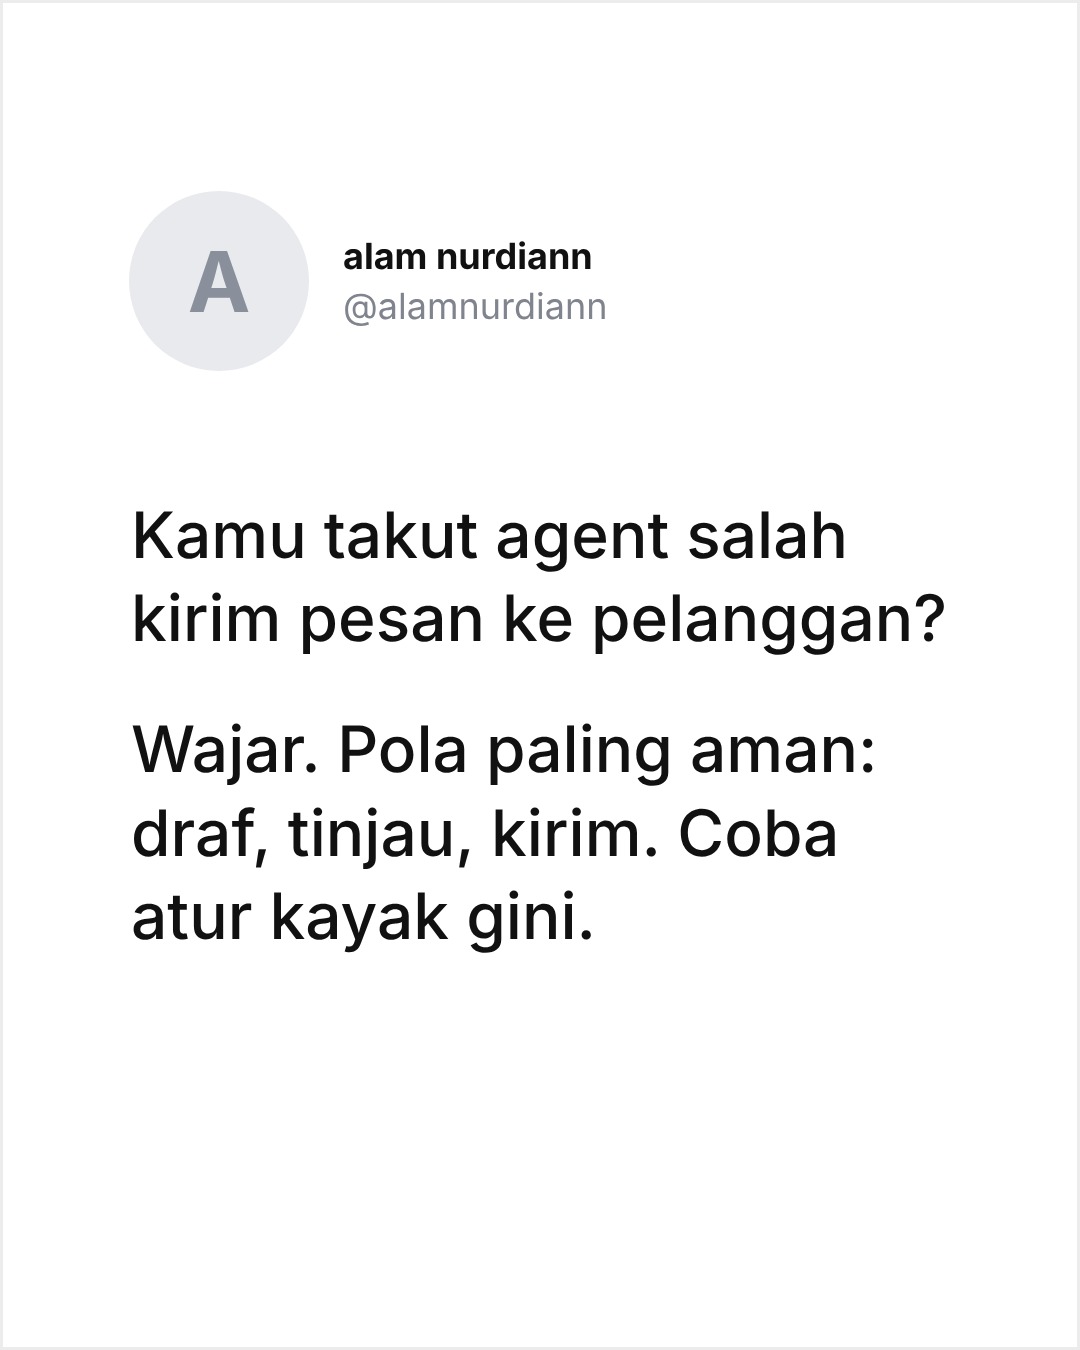 A
alam nurdiann
@alamnurdiann
Kamu takut agent salah
kirim pesan ke pelanggan?
Wajar. Pola paling aman:
draf, tinjau, kirim. Coba
atur kayak gini.